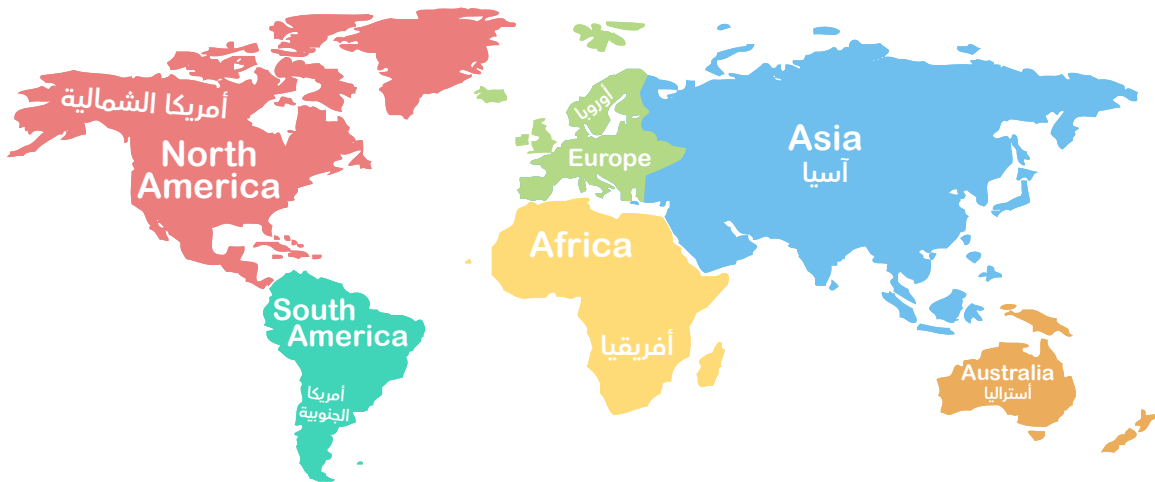 أمريكا الشمالية
North
America
أوروبا
Europe
Asia
آسيا
Africa
أفريقيا
South
America
أمريكا
الجنوبية
Australia
أستراليا